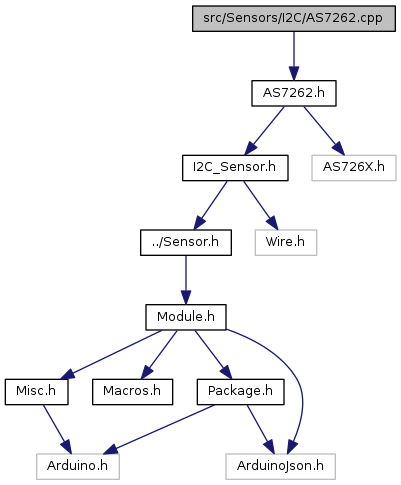 src/Sensors/I2C/AS7262.cpp
AS7262.h
I2C_Sensor.h
AS726X.h
../Sensor.h
Wire.h
Module.h
Misc.h
Macros.h
Package.h
Arduino.h
ArduinoJson.h